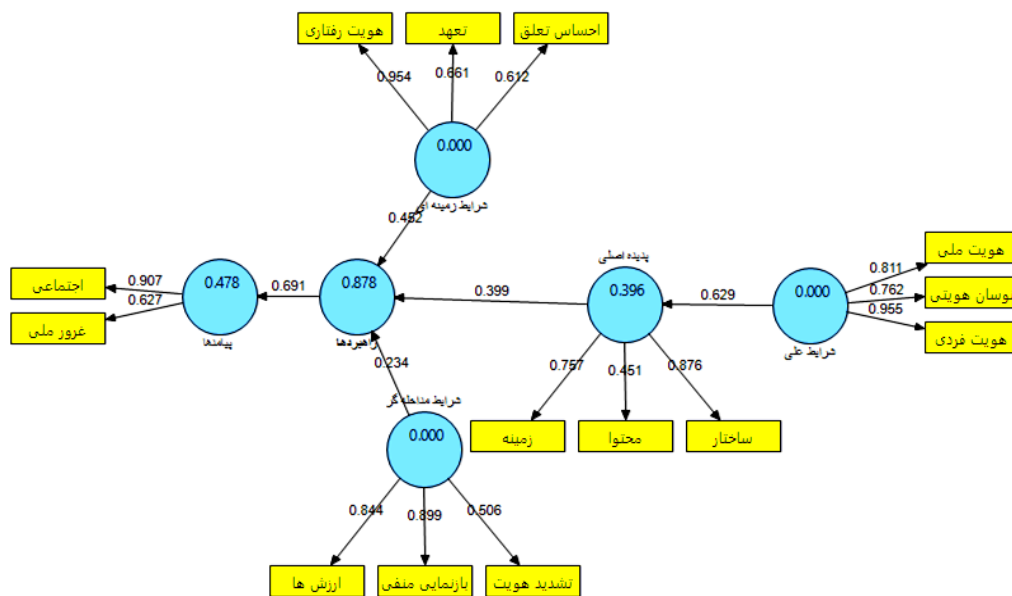 هویت رفتاری
تعهد
احساس تعلق
0.954
0.661
0.612
0.000
شرایط زمینه ای
0.452
هویت ملی
نوسان هویتی
هویت فردی
0.811
0.762
0.955
0.000
شرایط علی
0.629
پدیده اصلی
0.396
0.399
0.878
راهبردها
0.691
0.478
پیامدها
0.907
0.627
اجتماعی
غرور ملی
0.757
0.451
0.876
زمینه
محتوا
ساختار
0.234
شرایط مداخله گر
0.000
0.844
0.899
0.506
ارزش ها
بازنمایی منفی
تشدید هویت